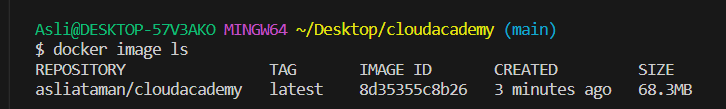 Asli@DESKTOP-57V3AKO MINGW64 ~/Desktop/cloudacademy (main)
$ docker image ls
REPOSITORY TAG IMAGE ID CREATED SIZE
asliataman/cloudacademy latest 8d35355c8b26 3 minutes ago 68.3MB